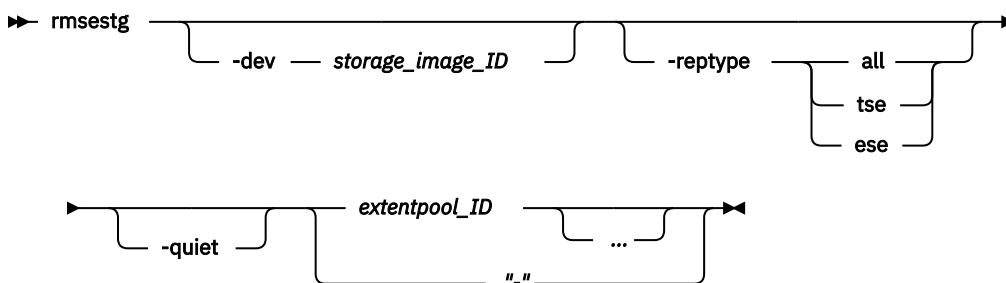 rmsestg
-dev storage_image_ID
-reptype all
tse
ese
extentpool_ID
-quiet ...
"-"